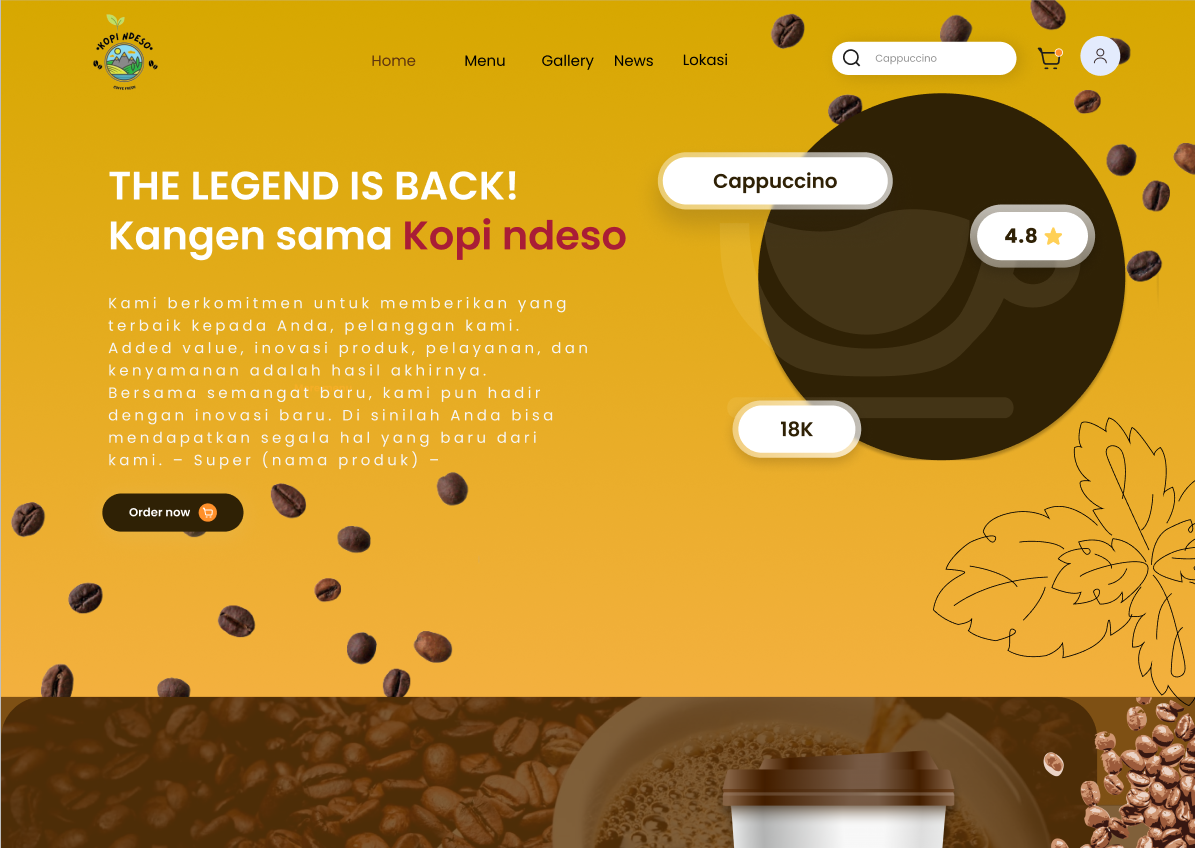 KOPI NDESO
Home
Menu
Gallery
News
Lokasi
Cappuccino
THE LEGEND IS BACK!
Kangen sama Kopi ndeso
Cappuccino
4.8
Kami berkomitmen untuk memberikan yang
terbaik kepada Anda, pelanggan kami.
Added value, inovasi produk, pelayanan, dan
kenyamanan adalah hasil akhirnya.
Bersama semangat baru, kami pun hadir
dengan inovasi baru. Di sinilah Anda bisa
mendapatkan segala hal yang baru dari
kami. – Super (nama produk) –
18K
Order now